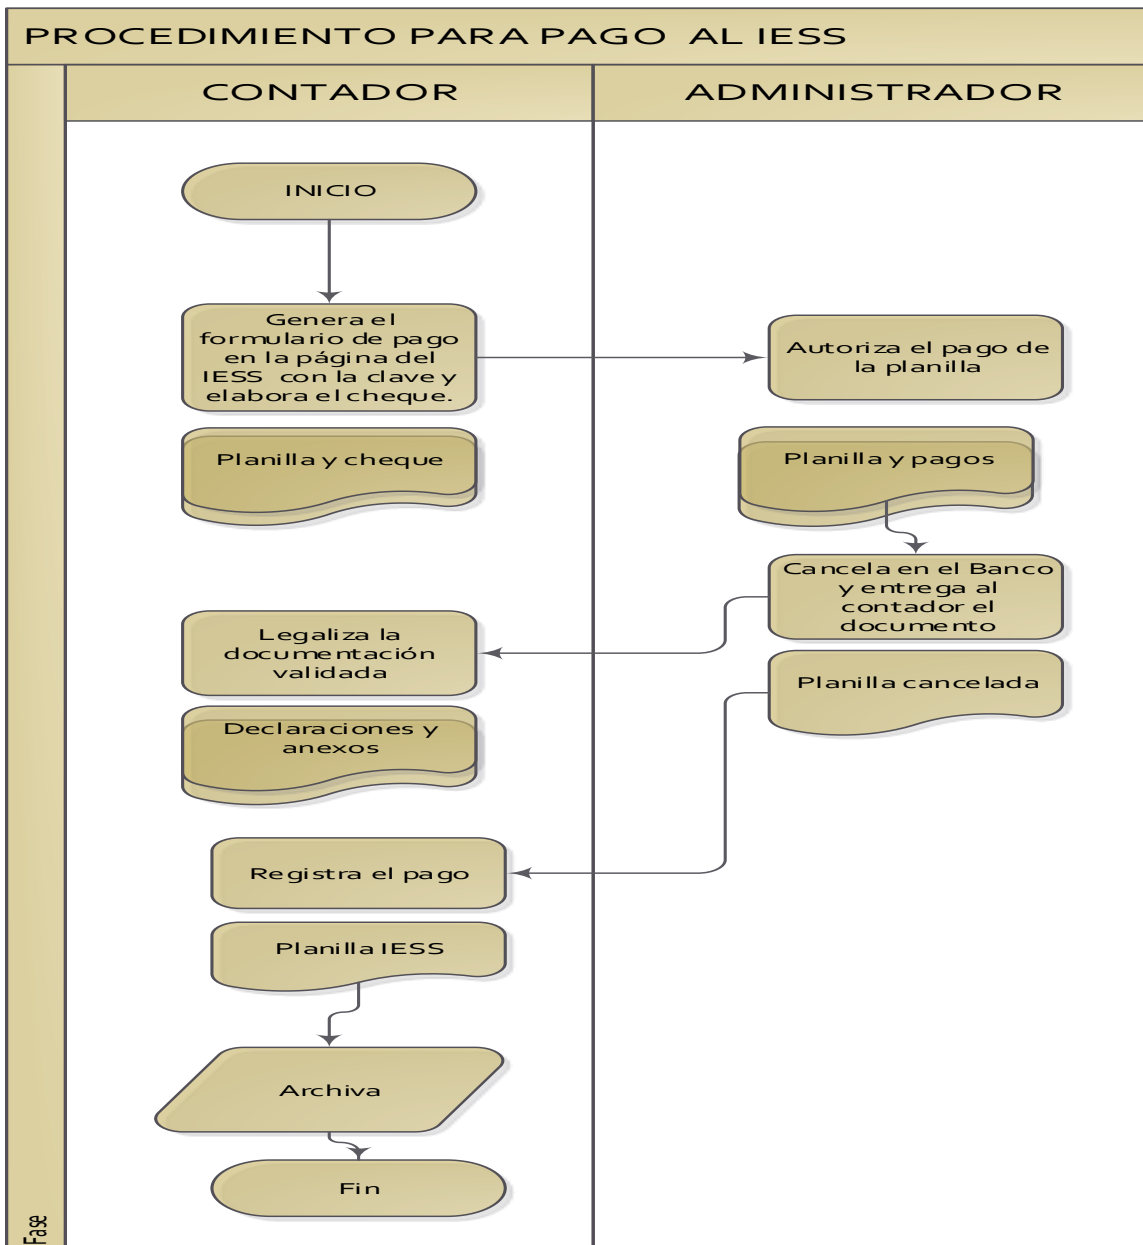 PROCEDIMIENTO PARA PAGO AL IESS
CONTADOR
ADMINISTRADOR
INICIO
Genera el
formulario de pago
en la página del
IESS con la clave y
elabora el cheque.
Autoriza el pago de
la planilla
Planilla y cheque
Planilla y pagos
Cancela en el Banco
y entrega al
contador el
documento
Legaliza la
documentación
validada
Planilla cancelada
Declaraciones y
anexos
Registra el pago
Planilla IESS
Archiva
Fin
Fase